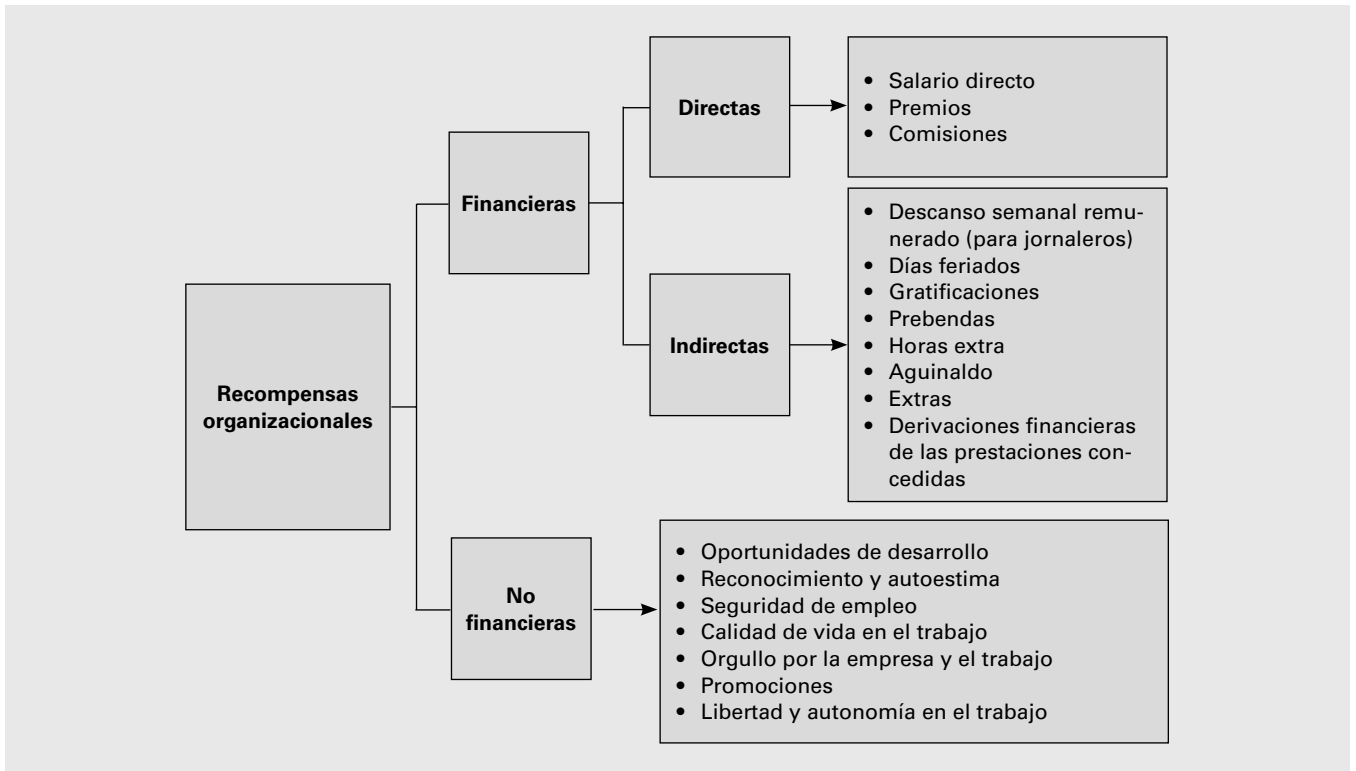 Recompensas
organizacionales
Financieras
Directas
• Salario directo
• Premios
• Comisiones
Indirectas
• Descanso semanal remu-
nerado (para jornaleros)
• Días feriados
• Gratificaciones
• Prebendas
• Horas extra
• Aguinaldo
• Extras
• Derivaciones financieras
de las prestaciones con-
cedidas
No
financieras
• Oportunidades de desarrollo
• Reconocimiento y autoestima
• Seguridad de empleo
• Calidad de vida en el trabajo
• Orgullo por la empresa y el trabajo
• Promociones
• Libertad y autonomía en el trabajo